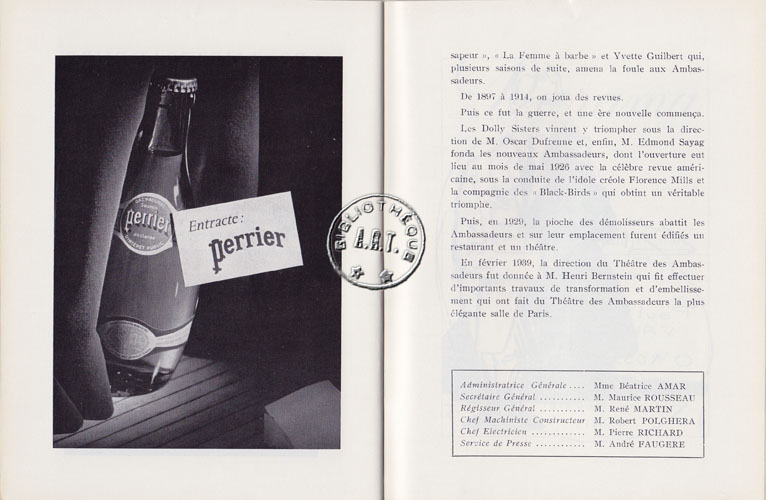 Source
perrier
Entracte :
perrier
BIBLIOTHÈQUE
A.R.T.
sapeur », « La Femme à barbe » et Yvette Guilbert qui,
plusieurs saisons de suite, amena la foule aux Ambas-
sadeurs.
De 1897 à 1914, on joua des revues.
Puis ce fut la guerre, et une ère nouvelle commença.
Les Dolly Sisters vinrent y triompher sous la direc-
tion de M. Oscar Dufrenne et, enfin, M. Edmond Sayag
fonda les nouveaux Ambassadeurs, dont l'ouverture eut
lieu au mois de mai 1926 avec la célèbre revue améri-
caine, sous la conduite de l'idole créole Florence Mills et
la compagnie des « Black-Birds » qui obtint un véritable
triomphe.
Puis, en 1929, la pioche des démolisseurs abattit les
Ambassadeurs et sur leur emplacement furent édifiés un
restaurant et un théâtre.
En février 1939, la direction du Théâtre des Ambas-
sadeurs fut donnée à M. Henri Bernstein qui fit effectuer
d'importants travaux de transformation et d'embellisse-
ment qui ont fait du Théâtre des Ambassadeurs la plus
élégante salle de Paris.
Administratrice Générale .... Mme Béatrice AMAR
Secrétaire Général ........... M. Maurice ROUSSEAU
Régisseur Général ........... M. René MARTIN
Chef Machiniste Constructeur M. Robert POLGHERA
Chef Electricien ............. M. Pierre RICHARD
Service de Presse ............ M. André FAUGERE